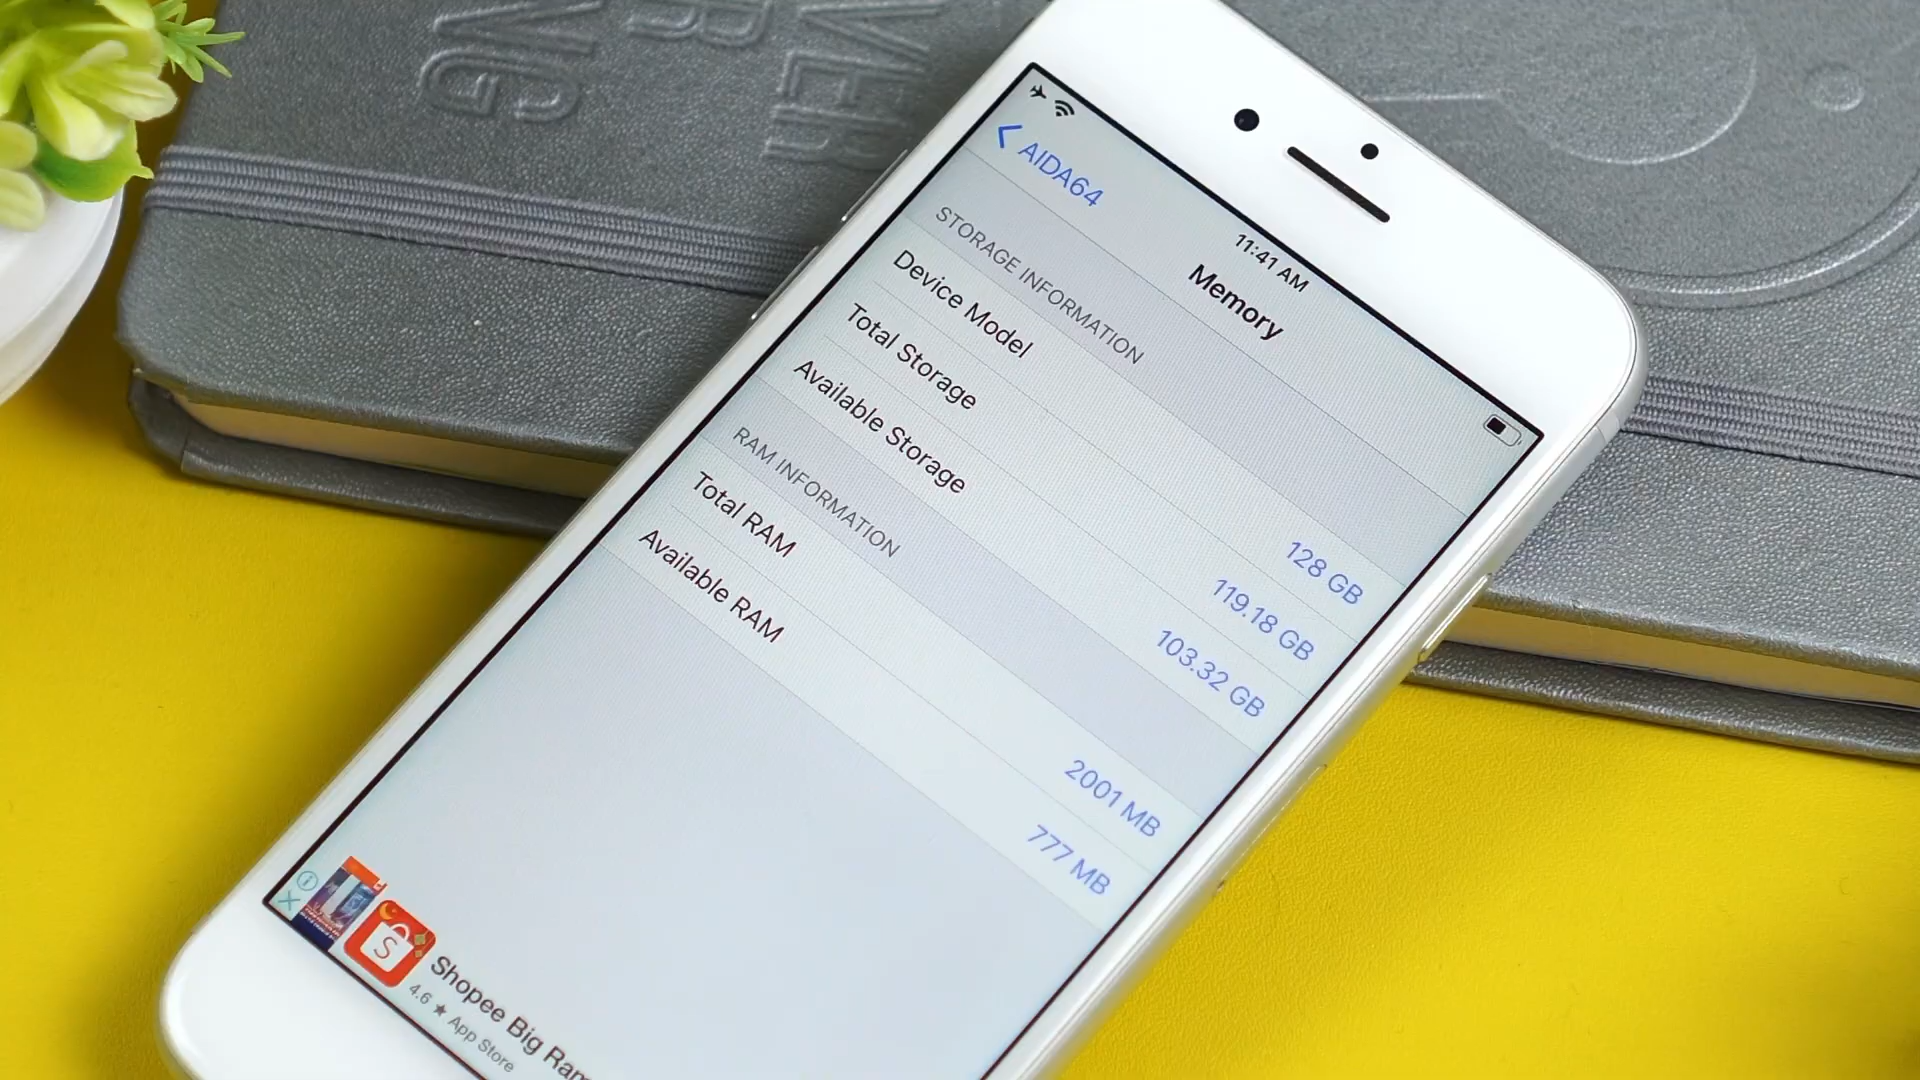 11:41 AM
AIDA64
Memory
STORAGE INFORMATION
Device Model 128 GB
Total Storage 119.18 GB
Available Storage 103.32 GB
RAM INFORMATION
Total RAM 2001 MB
Available RAM 777 MB
S
Shopee Big Ram
4.6 ★ App Store